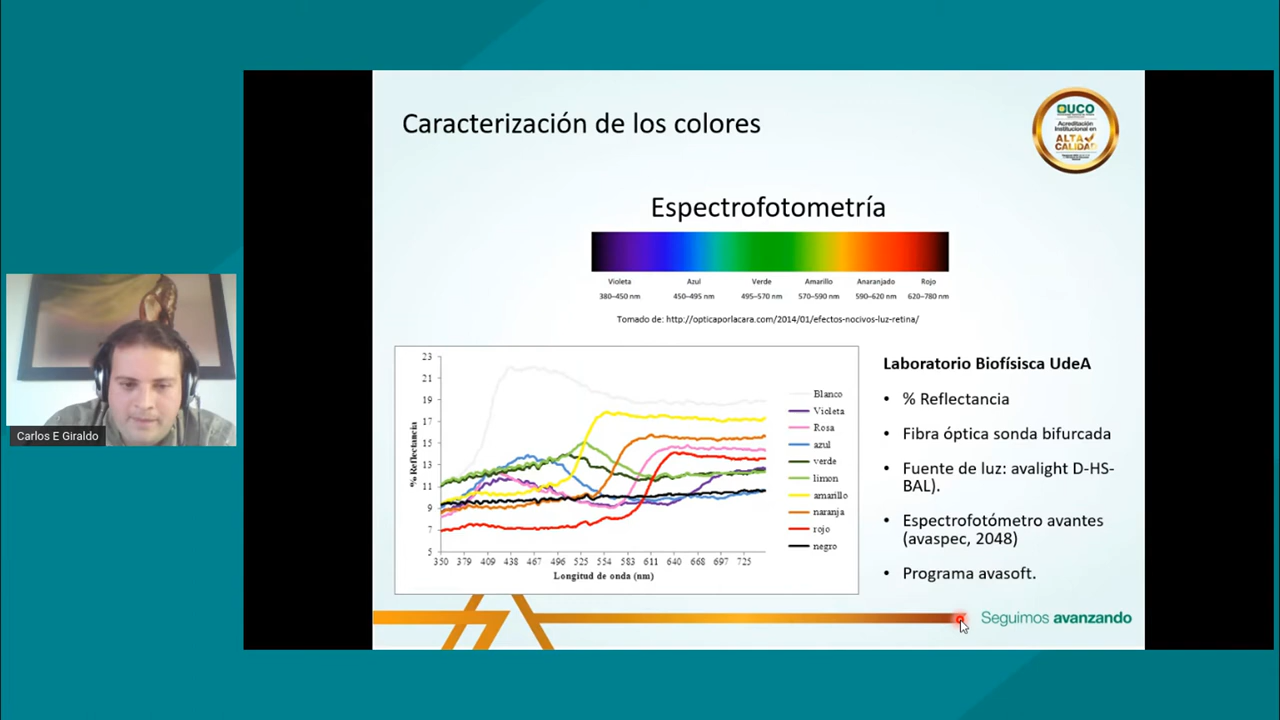 Caracterización de los colores
UCO
Acreditación
Institucional en
ALTA
CALIDAD
Espectrofotometría
Violeta Azul Verde Amarillo Anaranjado Rojo
380–450 nm 450–495 nm 495–570 nm 570–590 nm 590–620 nm 620–780 nm
Tomado de: http://opticaporlacara.com/2014/01/efectos-nocivos-luz-retina/
23
21
19
17
15
13
11
9
7
5
% Reflectancia
350 379 409 438 467 496 525 554 583 611 640 668 697 725
Longitud de onda (nm)
Blanco
Violeta
Rosa
azul
verde
limon
amarillo
naranja
rojo
negro
Laboratorio Biofísisca UdeA
• % Reflectancia
• Fibra óptica sonda bifurcada
• Fuente de luz: avalight D-HS-
BAL).
• Espectrofotómetro avantes
(avaspec, 2048)
• Programa avasoft.
Carlos E Giraldo
Seguimos avanzando